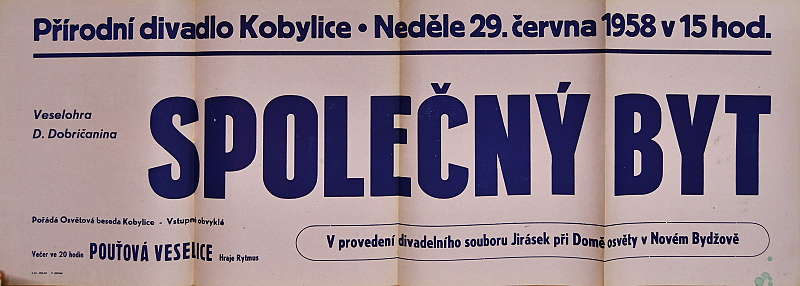 Přírodní divadlo Kobylice • Neděle 29. června 1958 v 15 hod.
Veselohra
D. Dobričanina
SPOLEČNÝ BYT
Pořádá Osvětová beseda Kobylice - Vstupní obvyklé
V provedení divadelního souboru Jirásek při Domě osvěty v Novém Bydžově
Večer ve 20 hodin POUŤOVÁ VESELICE Hraje Rytmus